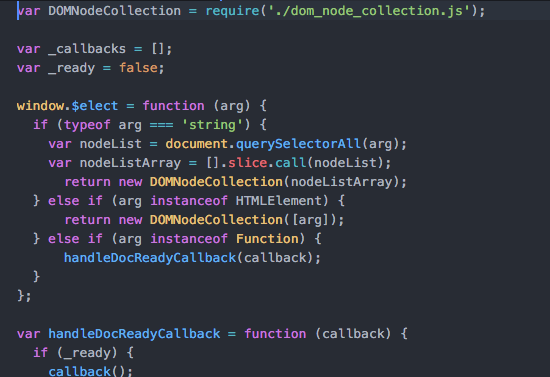 var DOMNodeCollection = require('./dom_node_collection.js');
var _callbacks = [];
var _ready = false;
window.$elect = function (arg) {
  if (typeof arg === 'string') {
    var nodeList = document.querySelectorAll(arg);
    var nodeListArray = [].slice.call(nodeList);
      return new DOMNodeCollection(nodeListArray);
  } else if (arg instanceof HTMLElement) {
      return new DOMNodeCollection([arg]);
  } else if (arg instanceof Function) {
      handleDocReadyCallback(callback);
  }
};
var handleDocReadyCallback = function (callback) {
  if (_ready) {
    callback();